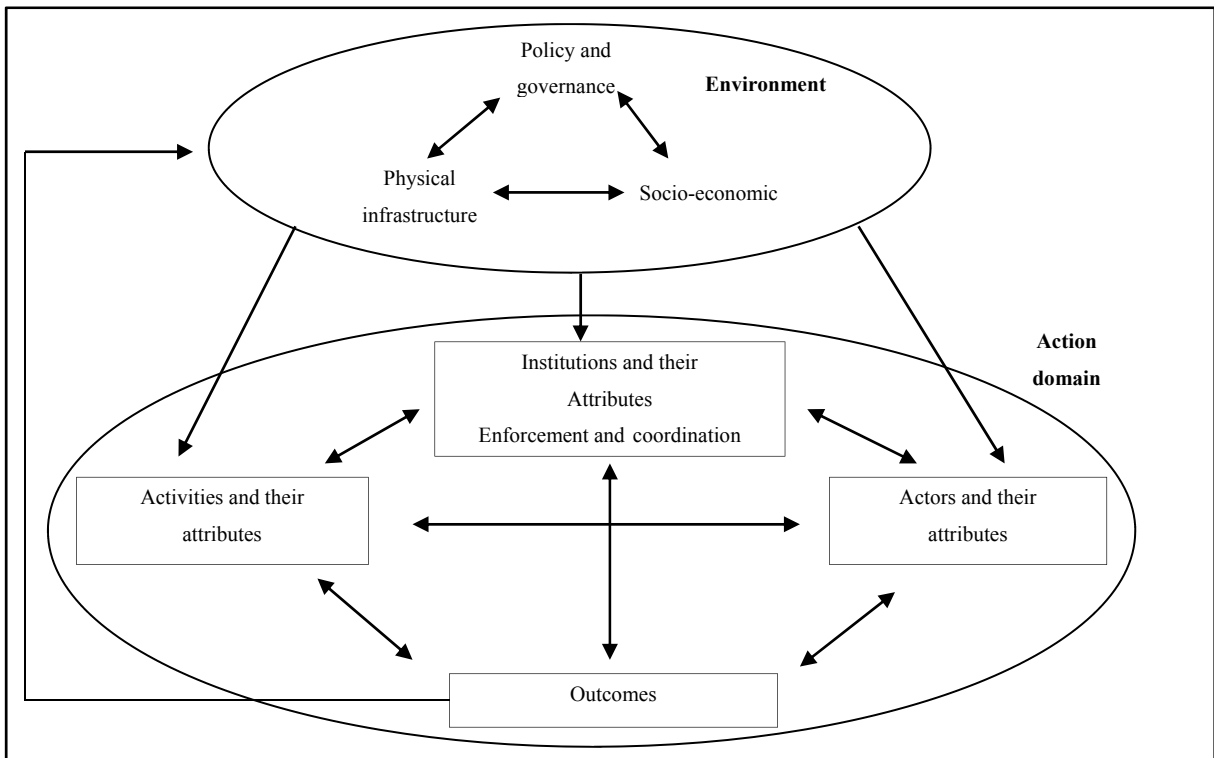 Policy and
governance
Environment
Physical
infrastructure
Socio-economic
Action
domain
Institutions and their
Attributes
Enforcement and coordination
Activities and their
attributes
Actors and their
attributes
Outcomes